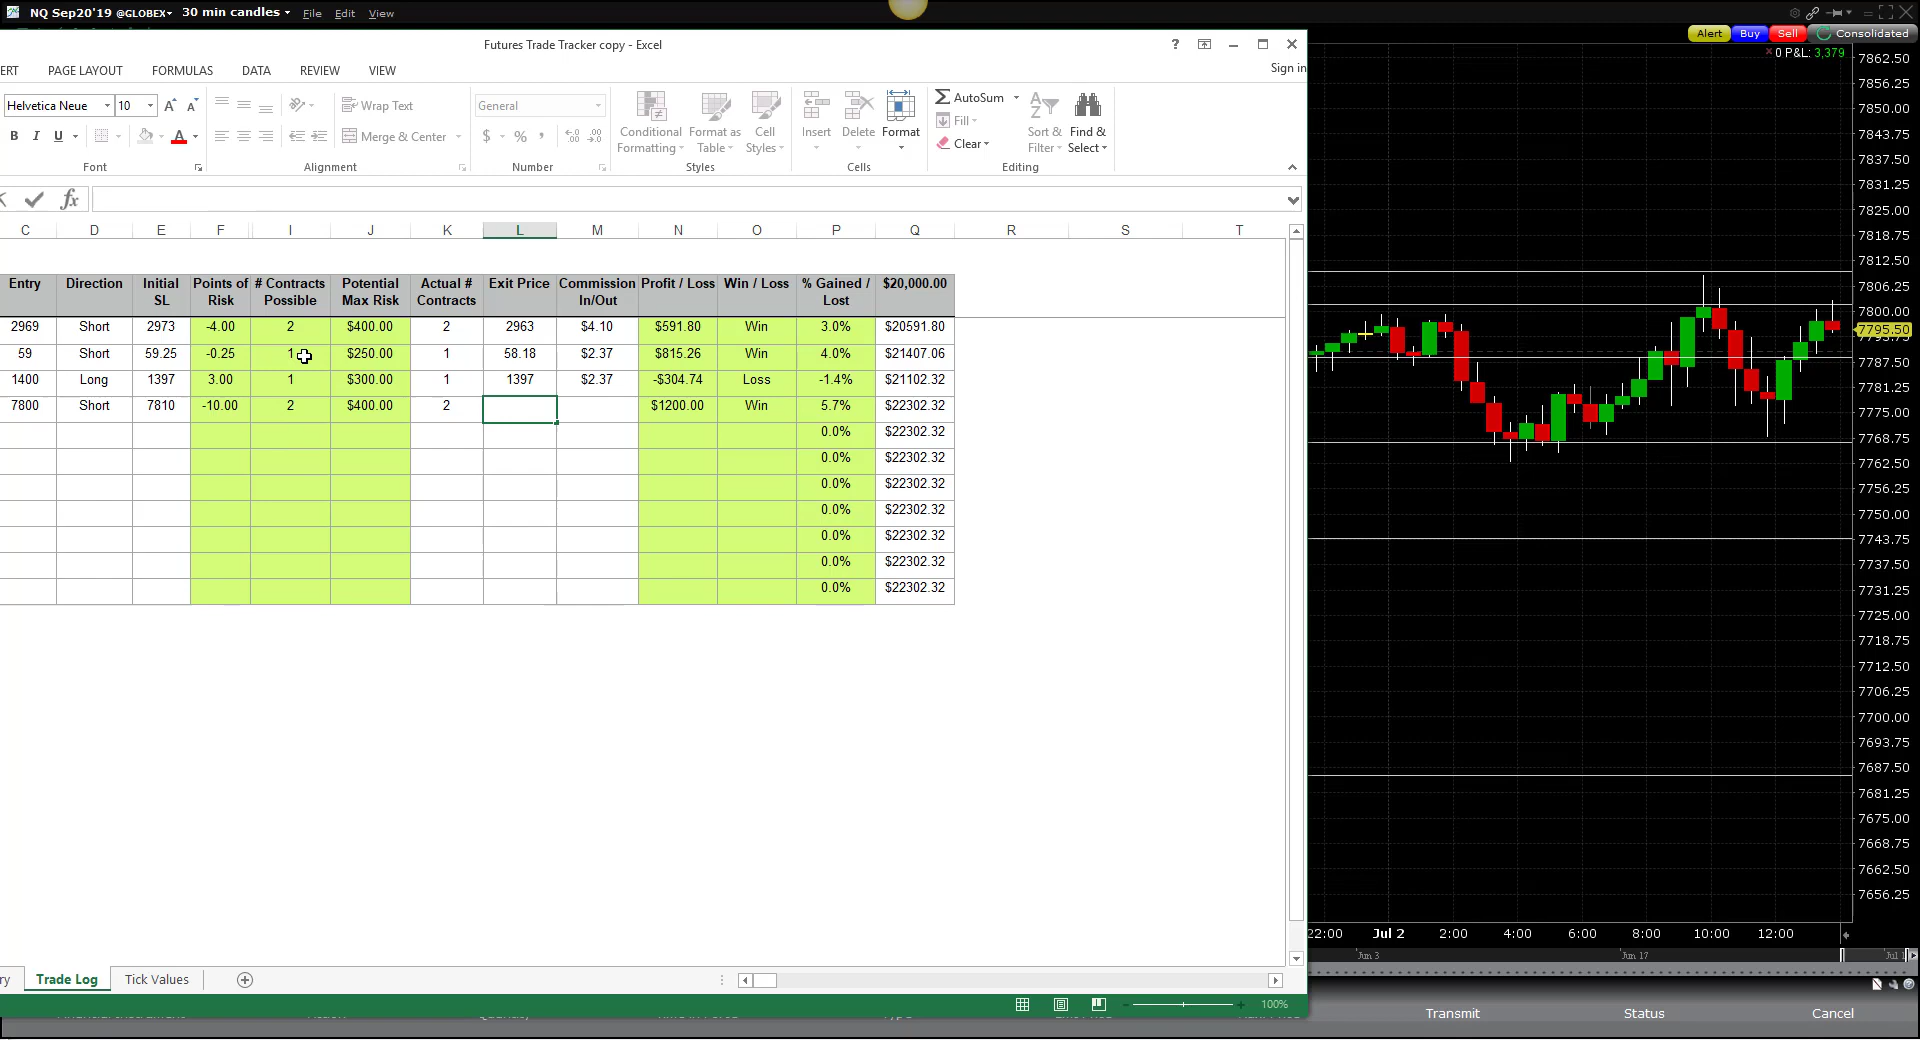 NQ Sep20'19 @GLOBEX 30 min candles File Edit View
Futures Trade Tracker copy - Excel
?
ERT PAGE LAYOUT FORMULAS DATA REVIEW VIEW
Sign in
Helvetica Neue 10 A A Wrap Text General
B I U A Merge & Center $ %
Conditional Formatting
Format as Table
Cell Styles
Insert Delete Format
AutoSum
Fill
Clear
Sort & Filter
Find & Select
Font Alignment Number Styles Cells Editing
fx
C D E F I J K L M N O P Q R S T
Entry Direction Initial SL Points of Risk # Contracts Possible Potential Max Risk Actual # Contracts Exit Price Commission In/Out Profit / Loss Win / Loss % Gained / Lost $20,000.00
2969 Short 2973 -4.00 2 $400.00 2 2963 $4.10 $591.80 Win 3.0% $20591.80
59 Short 59.25 -0.25 1 $250.00 1 58.18 $2.37 $815.26 Win 4.0% $21407.06
1400 Long 1397 3.00 1 $300.00 1 1397 $2.37 -$304.74 Loss -1.4% $21102.32
7800 Short 7810 -10.00 2 $400.00 2 $1200.00 Win 5.7% $22302.32
0.0% $22302.32
0.0% $22302.32
0.0% $22302.32
0.0% $22302.32
0.0% $22302.32
0.0% $22302.32
0.0% $22302.32
ry Trade Log Tick Values
100%
Alert Buy Sell Consolidated
0 P&L: 3,379
7862.50
7856.25
7850.00
7843.75
7837.50
7831.25
7825.00
7818.75
7812.50
7806.25
7800.00
7795.50
7787.50
7781.25
7775.00
7768.75
7762.50
7756.25
7750.00
7743.75
7737.50
7731.25
7725.00
7718.75
7712.50
7706.25
7700.00
7693.75
7687.50
7681.25
7675.00
7668.75
7662.50
7656.25
22:00 Jul 2 2:00 4:00 6:00 8:00 10:00 12:00
Jun 3 Jun 17 Jul 1
Transmit Status Cancel